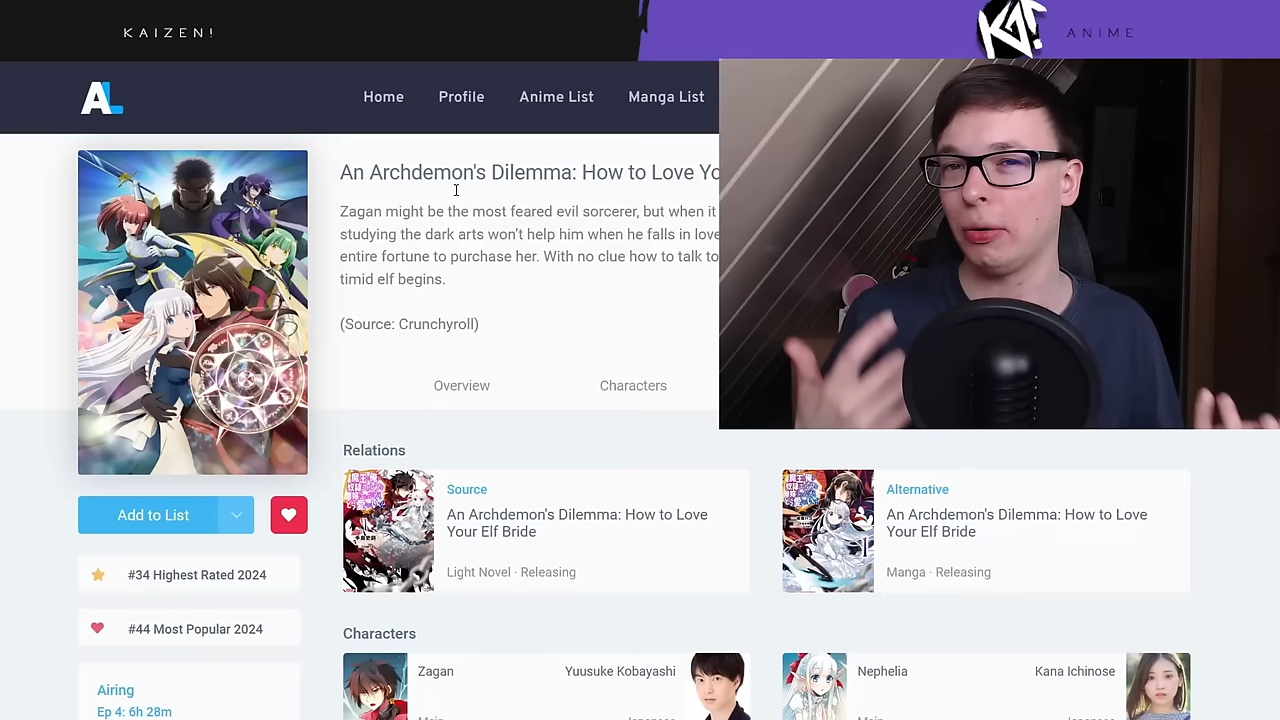 KAIZEN!
KA!
ANIME
AL
Home
Profile
Anime List
Manga List
An Archdemon's Dilemma: How to Love Yo
Zagan might be the most feared evil sorcerer, but when it
studying the dark arts won't help him when he falls in love
entire fortune to purchase her. With no clue how to talk to
timid elf begins.
(Source: Crunchyroll)
Overview
Characters
Add to List
#34 Highest Rated 2024
#44 Most Popular 2024
Airing
Ep 4: 6h 28m
Relations
Source
An Archdemon's Dilemma: How to Love
Your Elf Bride
Light Novel · Releasing
Alternative
An Archdemon's Dilemma: How to Love
Your Elf Bride
Manga · Releasing
Characters
Zagan
Yuusuke Kobayashi
Nephelia
Kana Ichinose